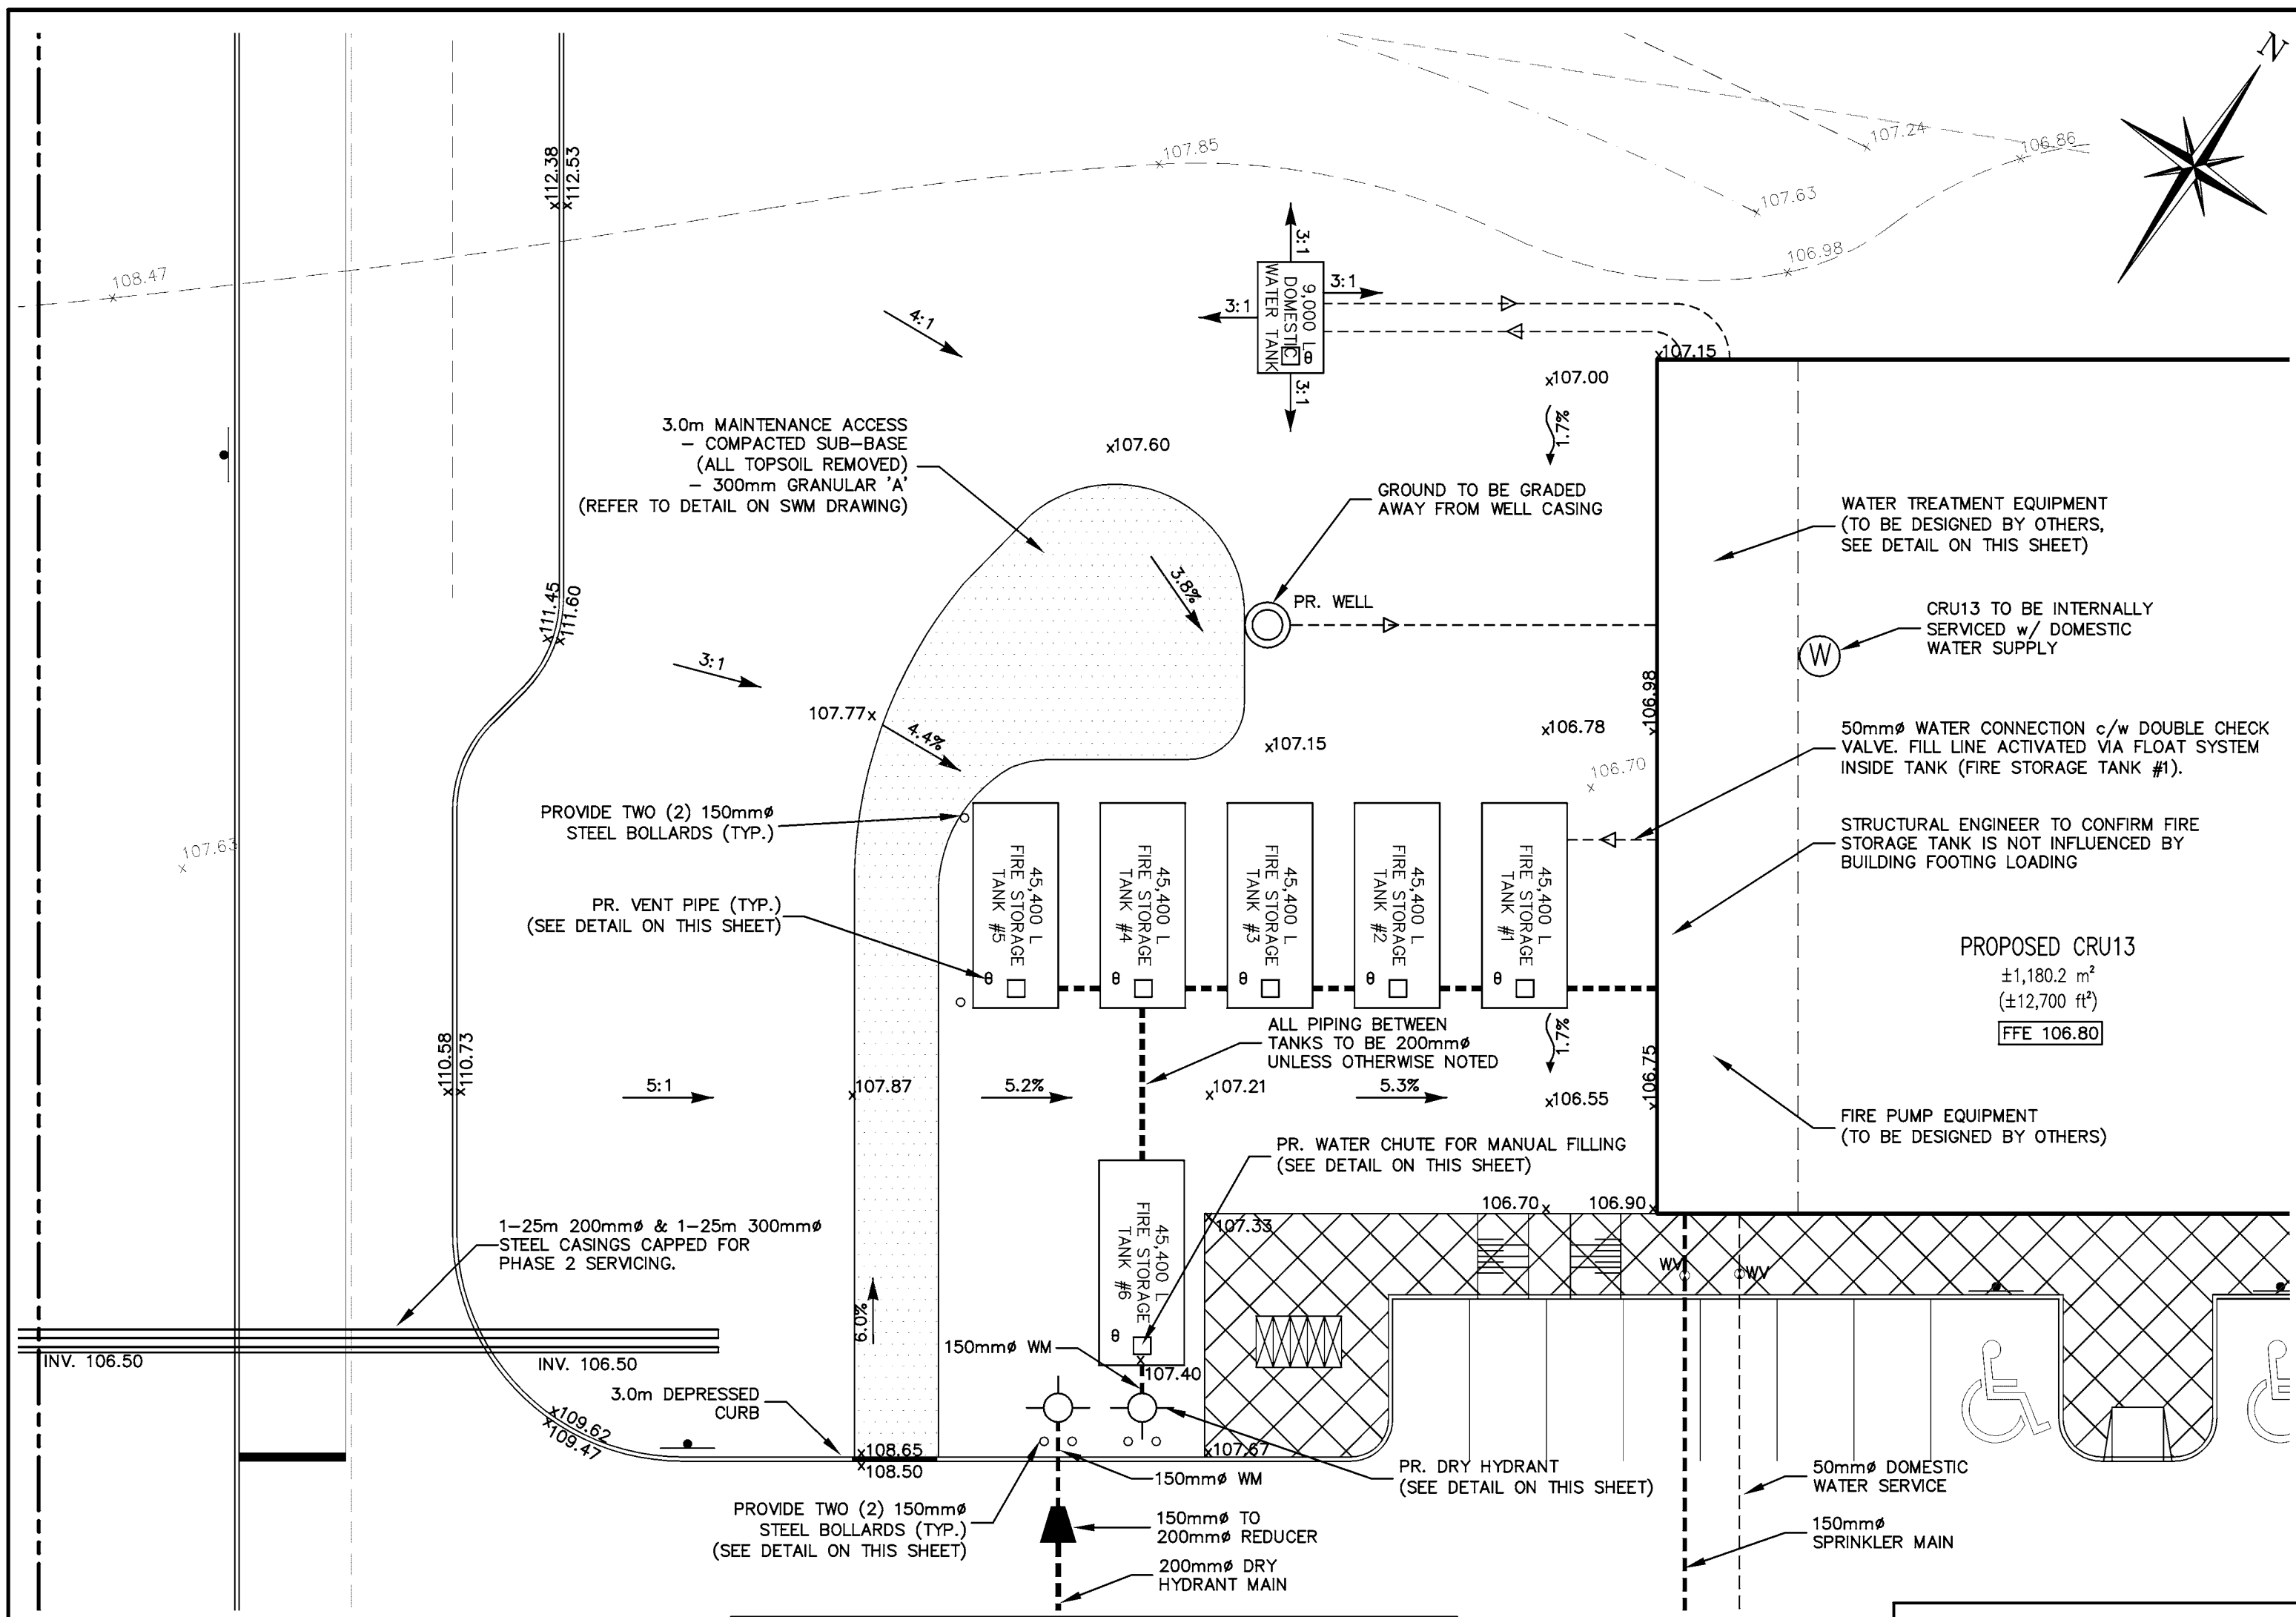 N
107.85
107.24
106.86
107.63
106.98
108.47
112.38
112.53
3:1
9,000 L
DOMESTIC
WATER TANK
3:1
3:1
3:1
4:1
107.15
107.00
1.7%
3.0m MAINTENANCE ACCESS
- COMPACTED SUB-BASE
(ALL TOPSOIL REMOVED)
- 300mm GRANULAR 'A'
(REFER TO DETAIL ON SWM DRAWING)
107.60
GROUND TO BE GRADED
AWAY FROM WELL CASING
WATER TREATMENT EQUIPMENT
(TO BE DESIGNED BY OTHERS,
SEE DETAIL ON THIS SHEET)
3.8%
PR. WELL
CRU13 TO BE INTERNALLY
SERVICED w/ DOMESTIC
WATER SUPPLY
W
111.45
111.60
3:1
107.77
4.4%
107.15
106.78
106.98
106.70
50mmø WATER CONNECTION c/w DOUBLE CHECK
VALVE. FILL LINE ACTIVATED VIA FLOAT SYSTEM
INSIDE TANK (FIRE STORAGE TANK #1).
PROVIDE TWO (2) 150mmø
STEEL BOLLARDS (TYP.)
107.63
STRUCTURAL ENGINEER TO CONFIRM FIRE
STORAGE TANK IS NOT INFLUENCED BY
BUILDING FOOTING LOADING
PR. VENT PIPE (TYP.)
(SEE DETAIL ON THIS SHEET)
45,400 L
FIRE STORAGE
TANK #5
45,400 L
FIRE STORAGE
TANK #4
45,400 L
FIRE STORAGE
TANK #3
45,400 L
FIRE STORAGE
TANK #2
45,400 L
FIRE STORAGE
TANK #1
PROPOSED CRU13
±1,180.2 m²
(±12,700 ft²)
FFE 106.80
ALL PIPING BETWEEN
TANKS TO BE 200mmø
UNLESS OTHERWISE NOTED
1.7%
110.58
110.73
5:1
107.87
5.2%
107.21
5.3%
106.55
106.75
FIRE PUMP EQUIPMENT
(TO BE DESIGNED BY OTHERS)
PR. WATER CHUTE FOR MANUAL FILLING
(SEE DETAIL ON THIS SHEET)
106.70
106.90
107.33
1-25m 200mmø & 1-25m 300mmø
STEEL CASINGS CAPPED FOR
PHASE 2 SERVICING.
45,400 L
FIRE STORAGE
TANK #6
WV
WV
6.0%
INV. 106.50
INV. 106.50
150mmø WM
107.40
3.0m DEPRESSED
CURB
109.62
109.47
108.65
108.50
107.67
150mmø WM
PR. DRY HYDRANT
(SEE DETAIL ON THIS SHEET)
50mmø DOMESTIC
WATER SERVICE
PROVIDE TWO (2) 150mmø
STEEL BOLLARDS (TYP.)
(SEE DETAIL ON THIS SHEET)
150mmø TO
200mmø REDUCER
150mmø
SPRINKLER MAIN
200mmø DRY
HYDRANT MAIN